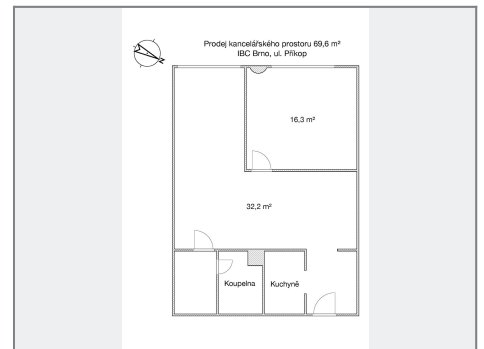 Prodej kancelářského prostoru 69,6 m²
IBC Brno, ul. Příkop
16,3 m²
32,2 m²
Koupelna
Kuchyně